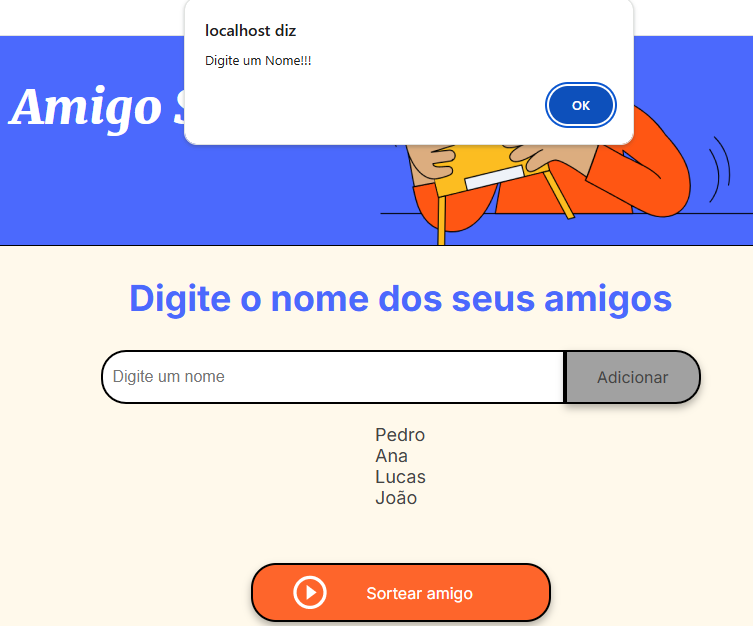 localhost diz
Digite um Nome!!!
OK
Amigo S
Digite o nome dos seus amigos
Digite um nome
Adicionar
Pedro
Ana
Lucas
João
Sortear amigo